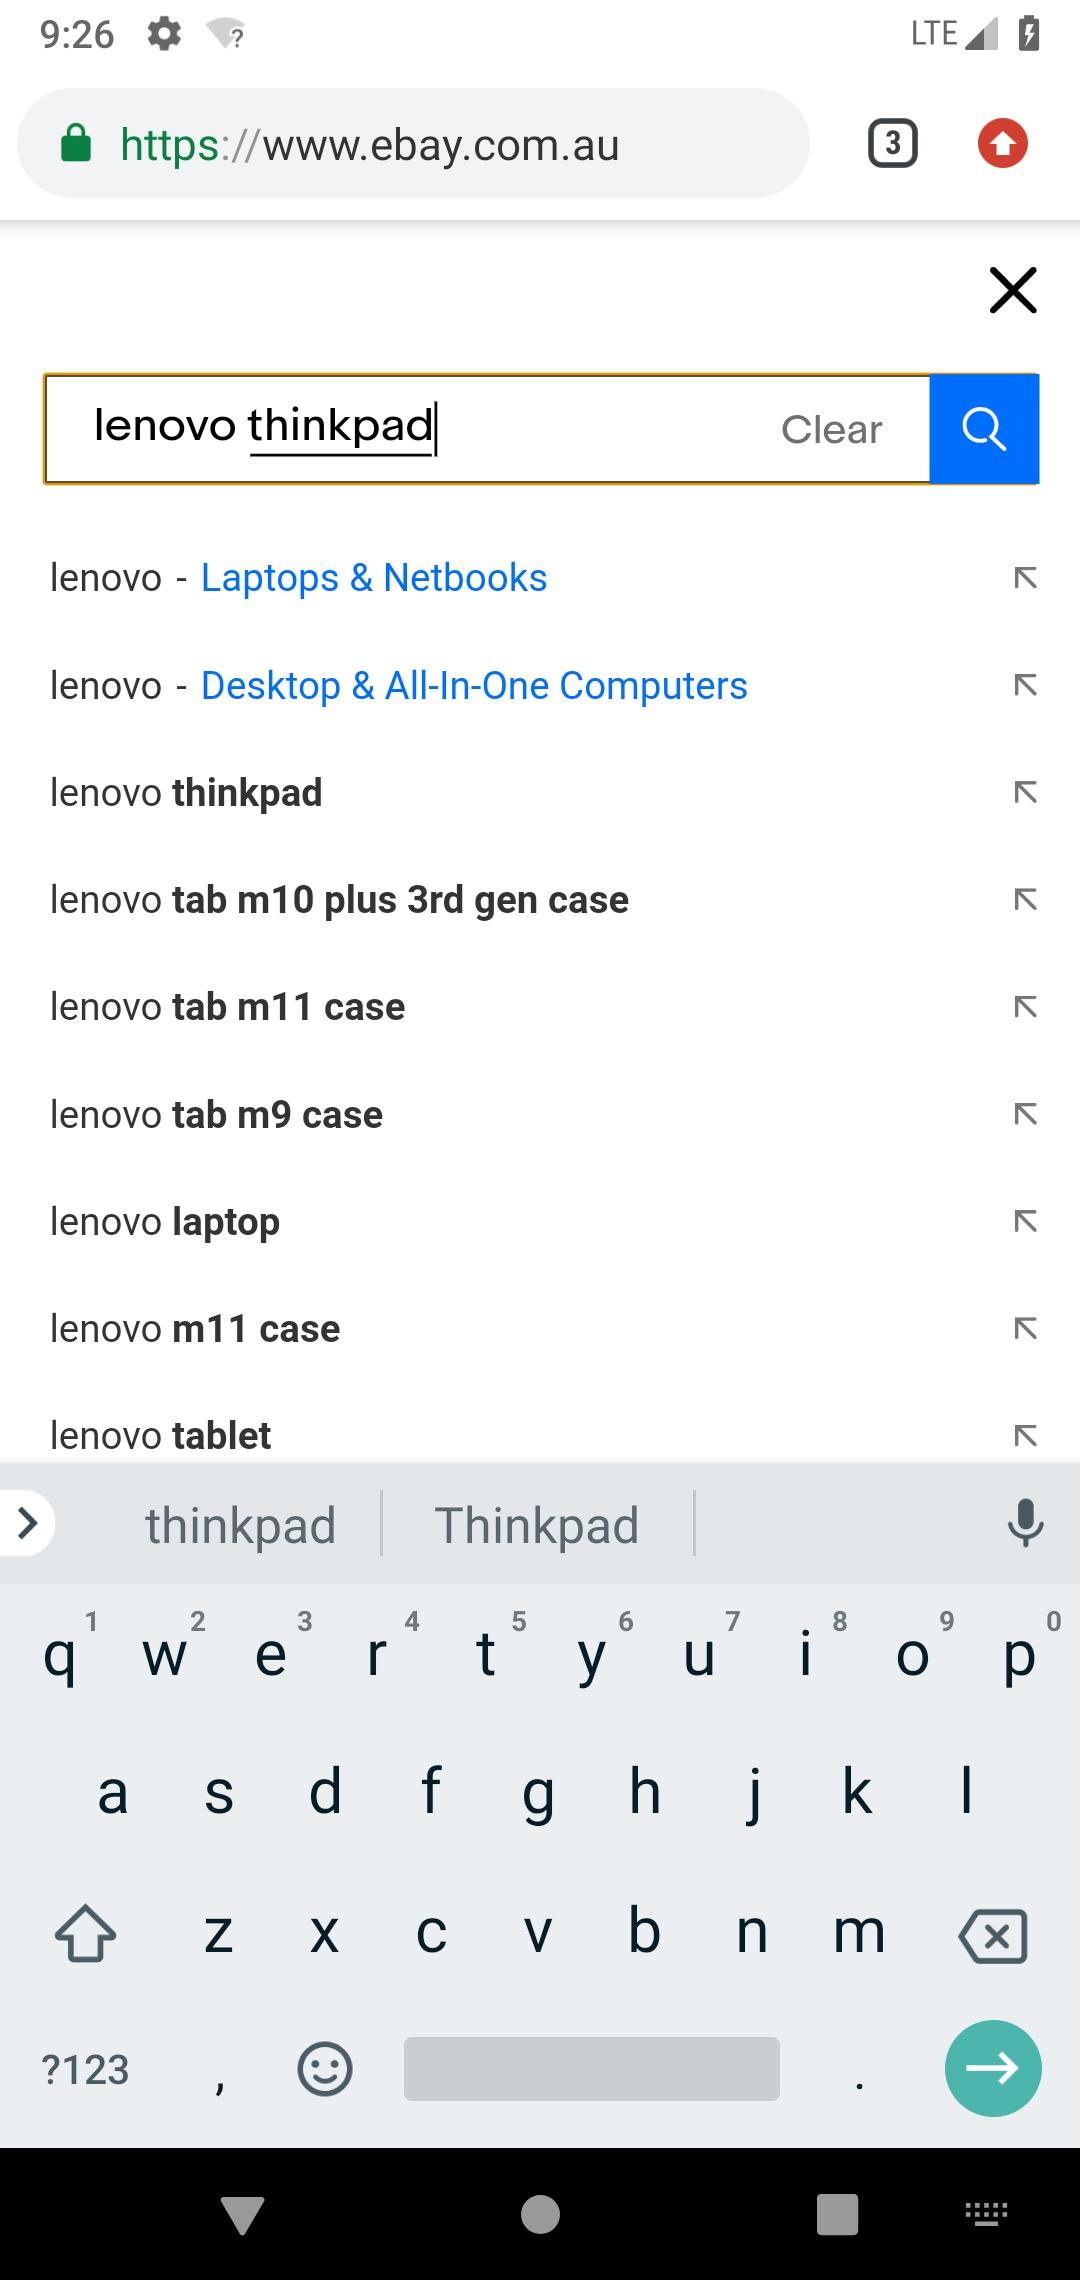 9:26
LTE
https://www.ebay.com.au
3
lenovo thinkpad
Clear
lenovo - Laptops & Netbooks
lenovo - Desktop & All-In-One Computers
lenovo thinkpad
lenovo tab m10 plus 3rd gen case
lenovo tab m11 case
lenovo tab m9 case
lenovo laptop
lenovo m11 case
lenovo tablet
thinkpad
Thinkpad
1 2 3 4 5 6 7 8 9 0
q w e r t y u i o p
a s d f g h j k l
z x c v b n m
?123 , .